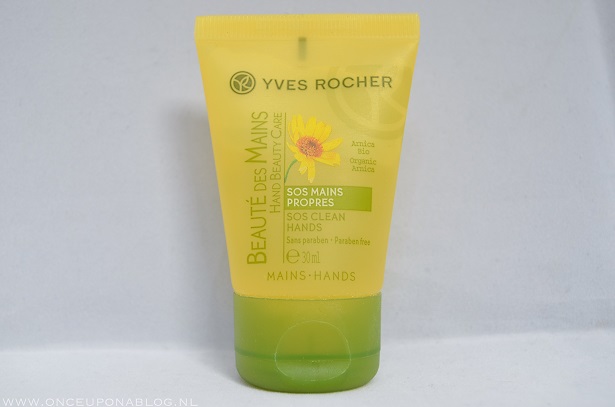 YVES ROCHER
BEAUTÉ DES MAINS
HAND BEAUTY CARE
Arnica
Bio
Organic
Arnica
SOS MAINS
PROPRES
SOS CLEAN
HANDS
Sans paraben - Paraben free
e 30ml
MAINS-HANDS
WWW.ONCEUPONABLOG.NL